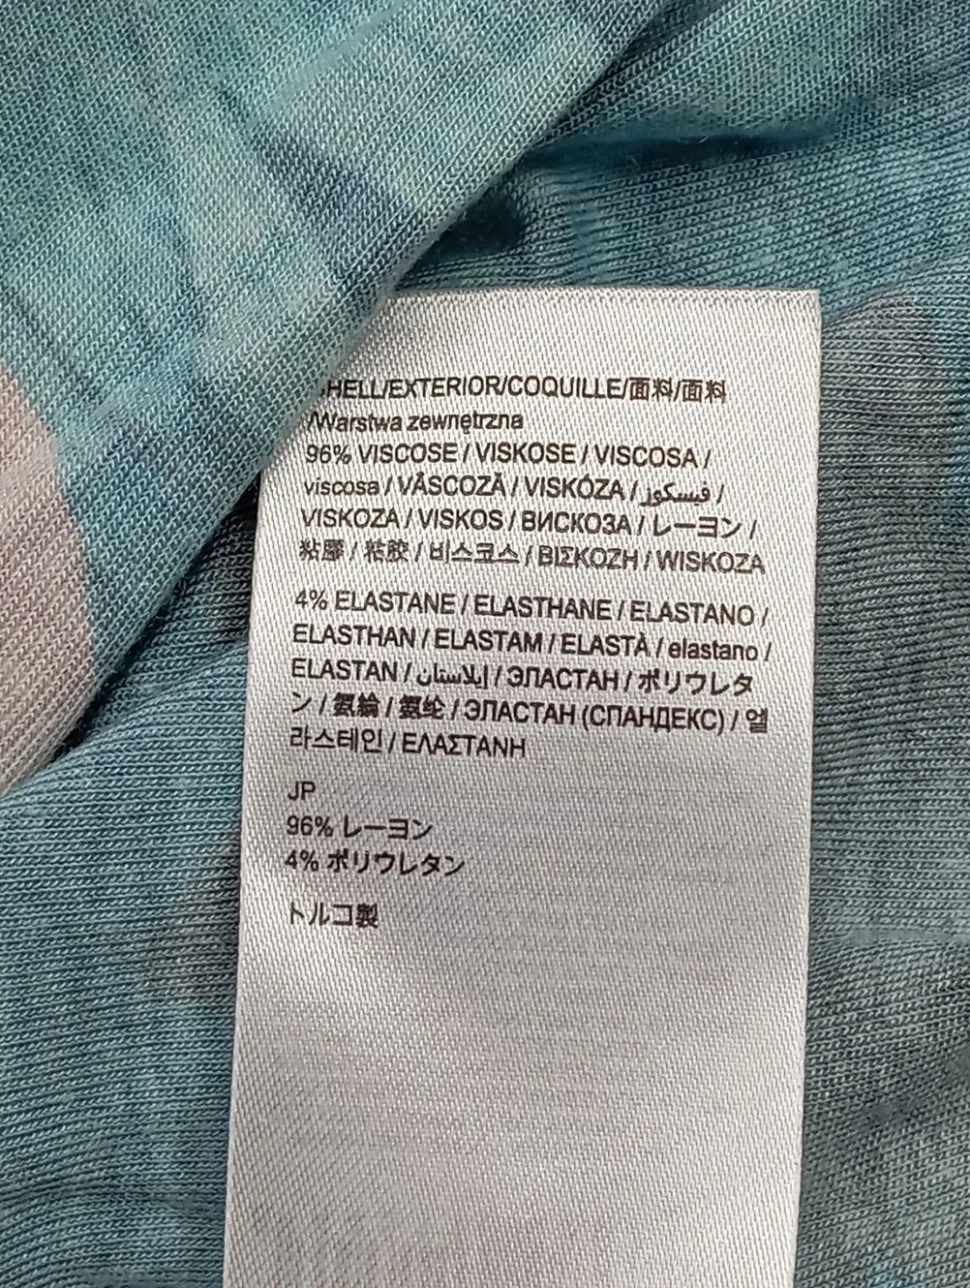 HELL/EXTERIOR/COQUILLE/面料/面料
/Warstwa zewnętrzna
96% VISCOSE / VISKOSE / VISCOSA /
viscosa / VÂSCOZĂ / VISKÓZA / فيسكوز /
VISKOZA / VISKOS / ВИСКОЗА / レーヨン /
粘膠 / 粘胶 / 비스코스 / ΒΙΣΚΟΖΗ / WISKOZA
4% ELASTANE / ELASTHANE / ELASTANO /
ELASTHAN / ELASTAM / ELASTÀ / elastano /
ELASTAN / إيلاستان / ЭЛАСТАН / ポリウレタ
ン / 氨綸 / 氨纶 / ЭЛАСТАН (СПАНДЕКС) / 엘
라스테인 / ΕΛΑΣΤΑΝΗ
JP
96% レーヨン
4% ポリウレタン
トルコ製